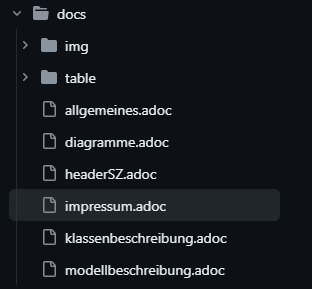 docs
img
table
allgemeines.adoc
diagramme.adoc
headerSZ.adoc
impressum.adoc
klassenbeschreibung.adoc
modellbeschreibung.adoc